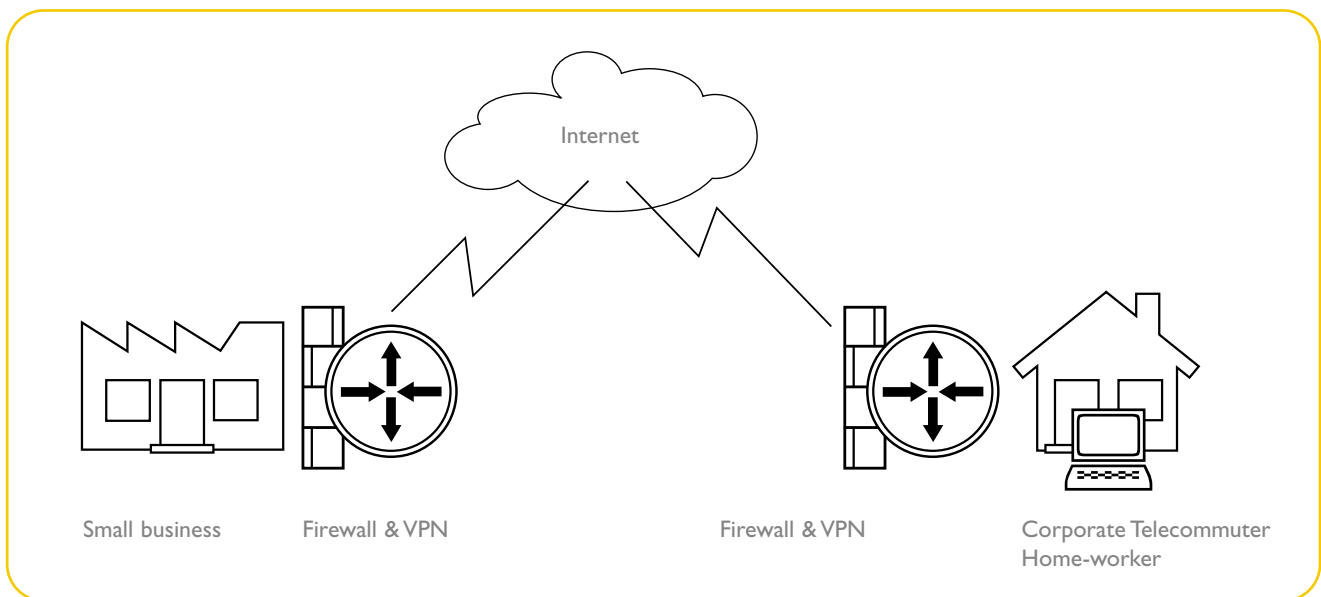 Internet
Small business
Firewall & VPN
Firewall & VPN
Corporate Telecommuter
Home-worker